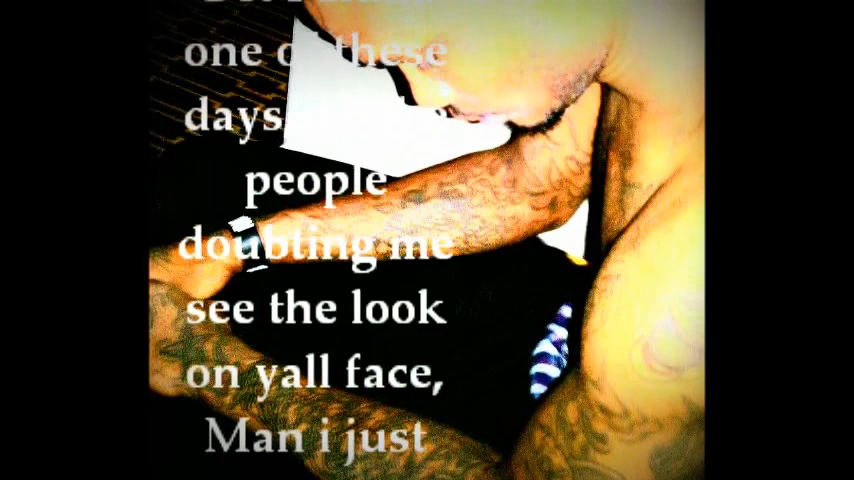 one of these
days
people
doubting me
see the look
on yall face,
Man i just